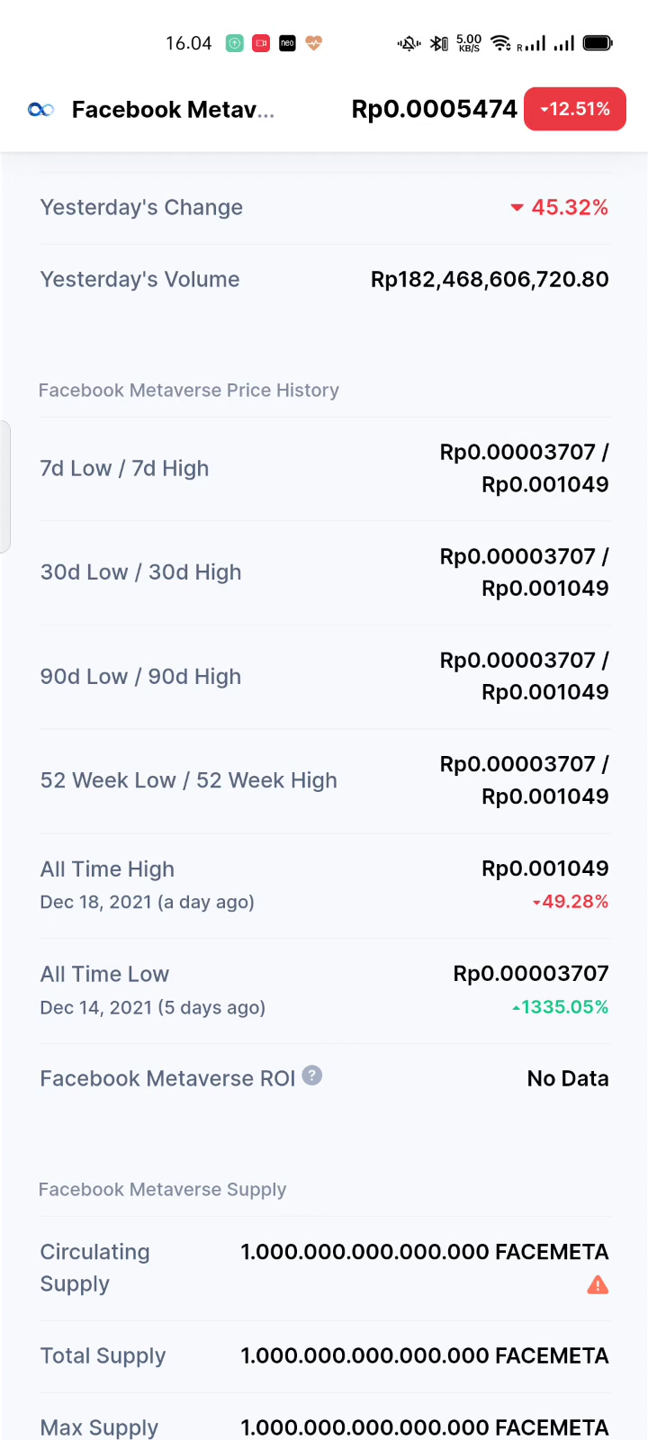 16.04 neo 5.00 KB/S R
Facebook Metav... Rp0.0005474 12.51%
Yesterday's Change 45.32%
Yesterday's Volume Rp182,468,606,720.80
Facebook Metaverse Price History
7d Low / 7d High Rp0.00003707 /
Rp0.001049
30d Low / 30d High Rp0.00003707 /
Rp0.001049
90d Low / 90d High Rp0.00003707 /
Rp0.001049
52 Week Low / 52 Week High Rp0.00003707 /
Rp0.001049
All Time High Rp0.001049
Dec 18, 2021 (a day ago) 49.28%
All Time Low Rp0.00003707
Dec 14, 2021 (5 days ago) 1335.05%
Facebook Metaverse ROI ? No Data
Facebook Metaverse Supply
Circulating 1.000.000.000.000.000 FACEMETA
Supply
Total Supply 1.000.000.000.000.000 FACEMETA
Max Supply 1.000.000.000.000.000 FACEMETA